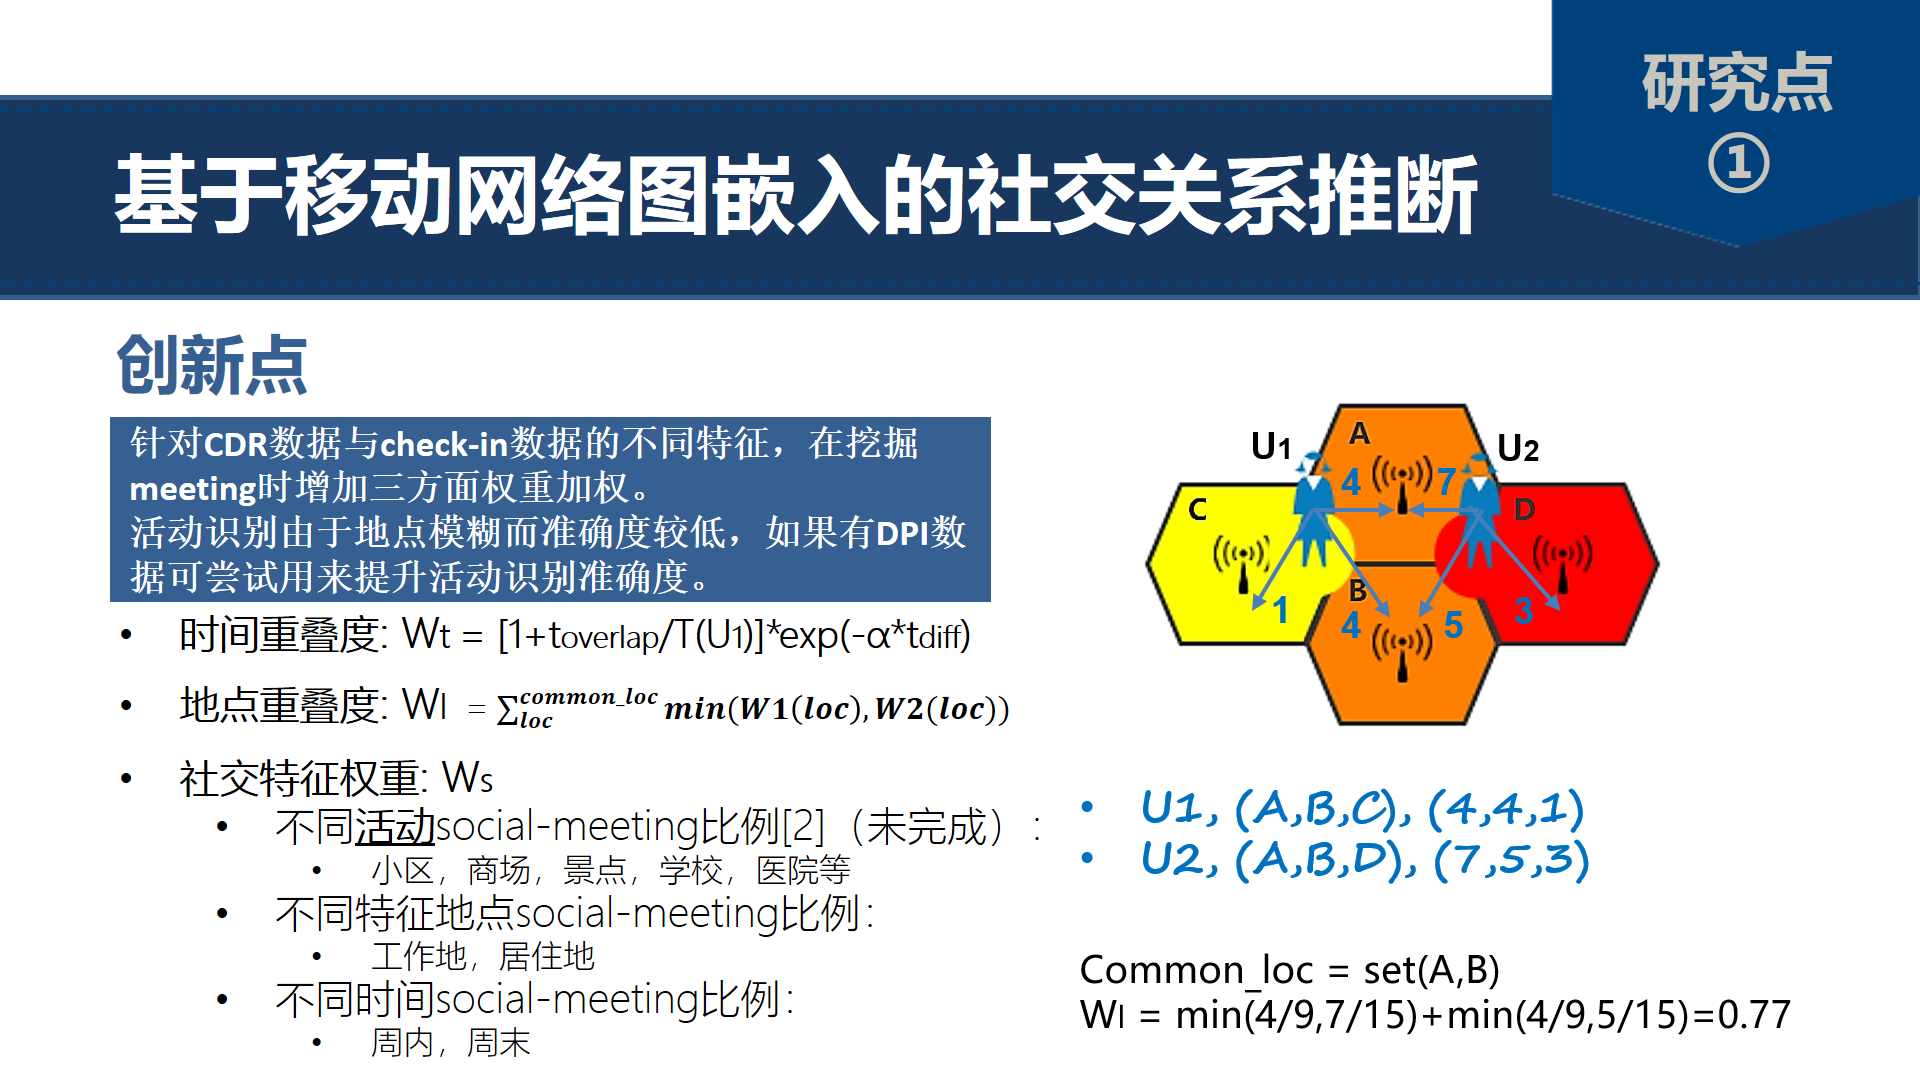 研究点
①
基于移动网络图嵌入的社交关系推断
创新点
针对CDR数据与check-in数据的不同特征，在挖掘
meeting时增加三方面权重加权。
活动识别由于地点模糊而准确度较低，如果有DPI数
据可尝试用来提升活动识别准确度。
• 时间重叠度: Wt = [1+toverlap/T(U1)]*exp(-α*tdiff)
• 地点重叠度: Wl = ∑_loc^common_loc min(W1(loc),W2(loc))
• 社交特征权重: Ws
• 不同活动social-meeting比例[2]（未完成）:
• 小区，商场，景点，学校，医院等
• 不同特征地点social-meeting比例:
• 工作地，居住地
• 不同时间social-meeting比例:
• 周内，周末
U1
A
U2
4
7
C
D
B
1
4
5
3
• U1, (A,B,C), (4,4,1)
• U2, (A,B,D), (7,5,3)
Common_loc = set(A,B)
Wl = min(4/9,7/15)+min(4/9,5/15)=0.77